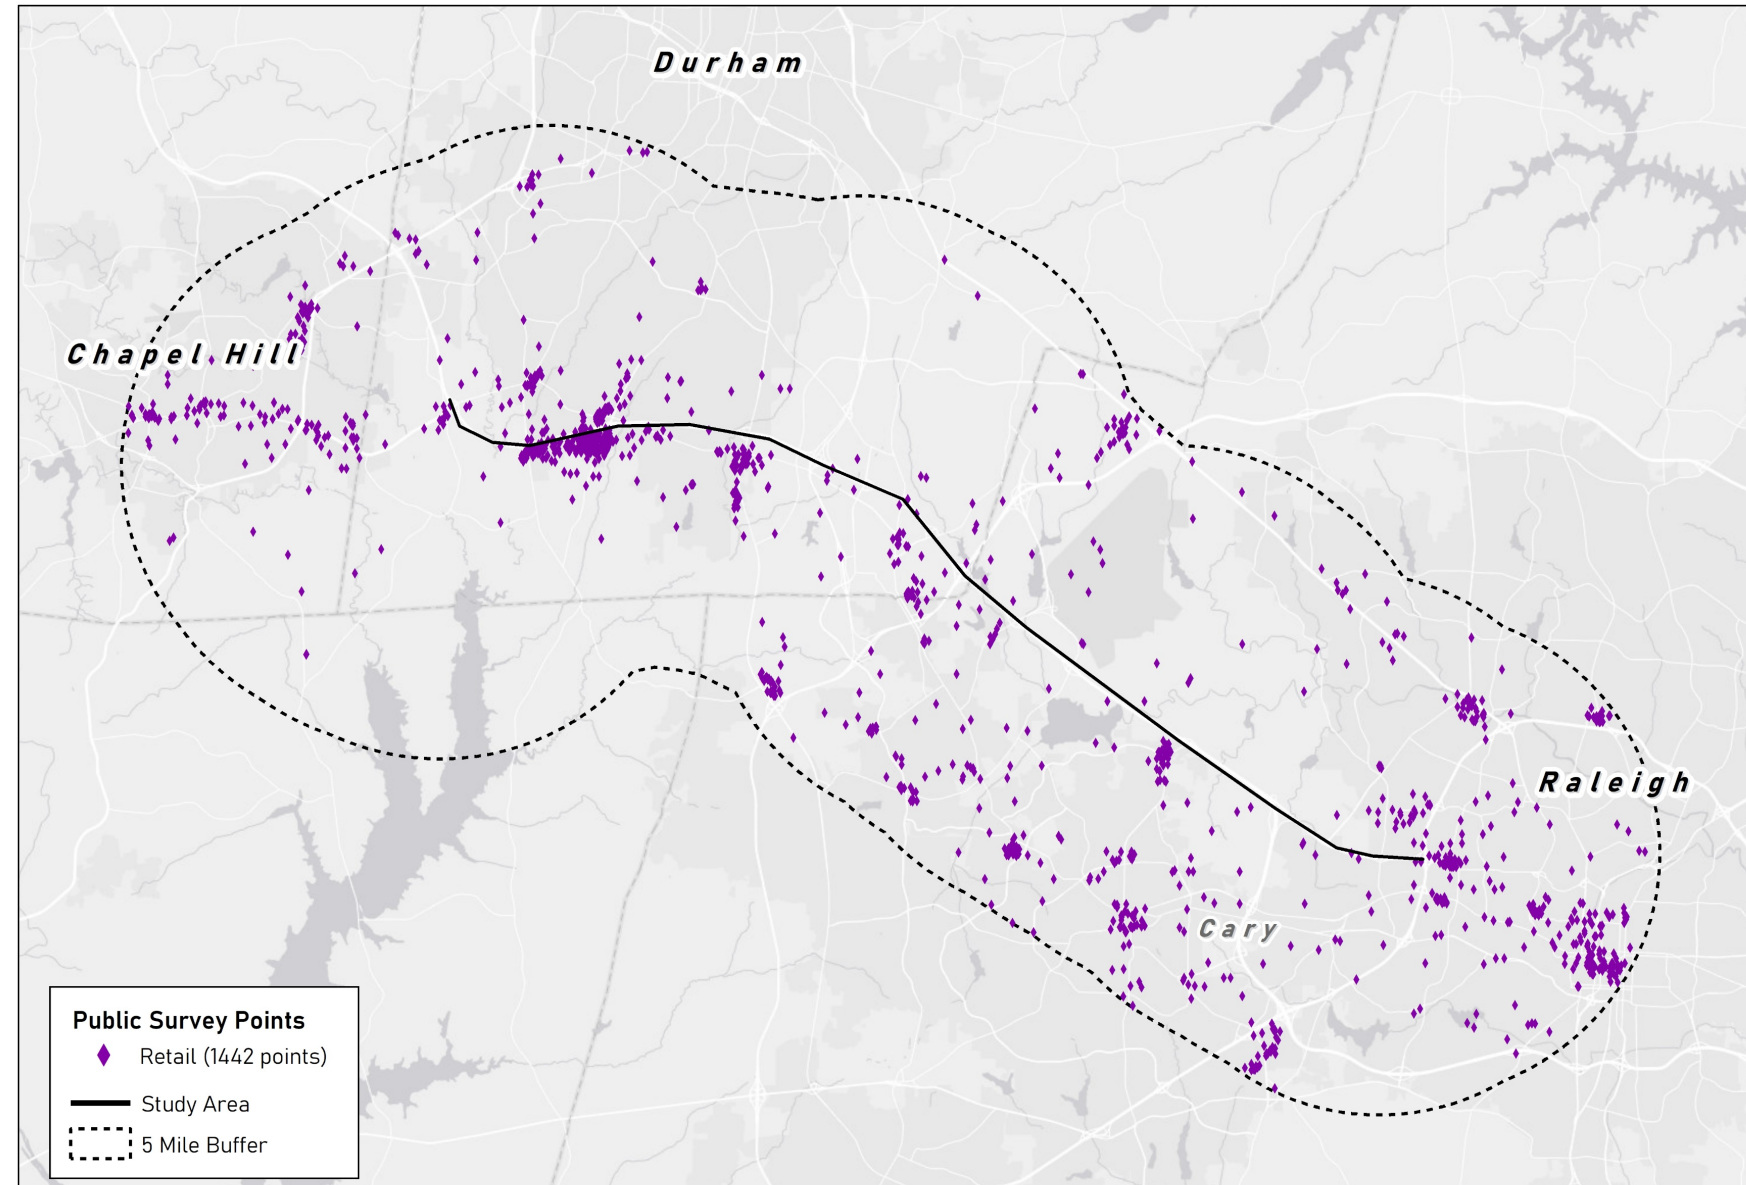 Durham
Chapel Hill
Raleigh
Cary
Public Survey Points
Retail (1442 points)
Study Area
5 Mile Buffer